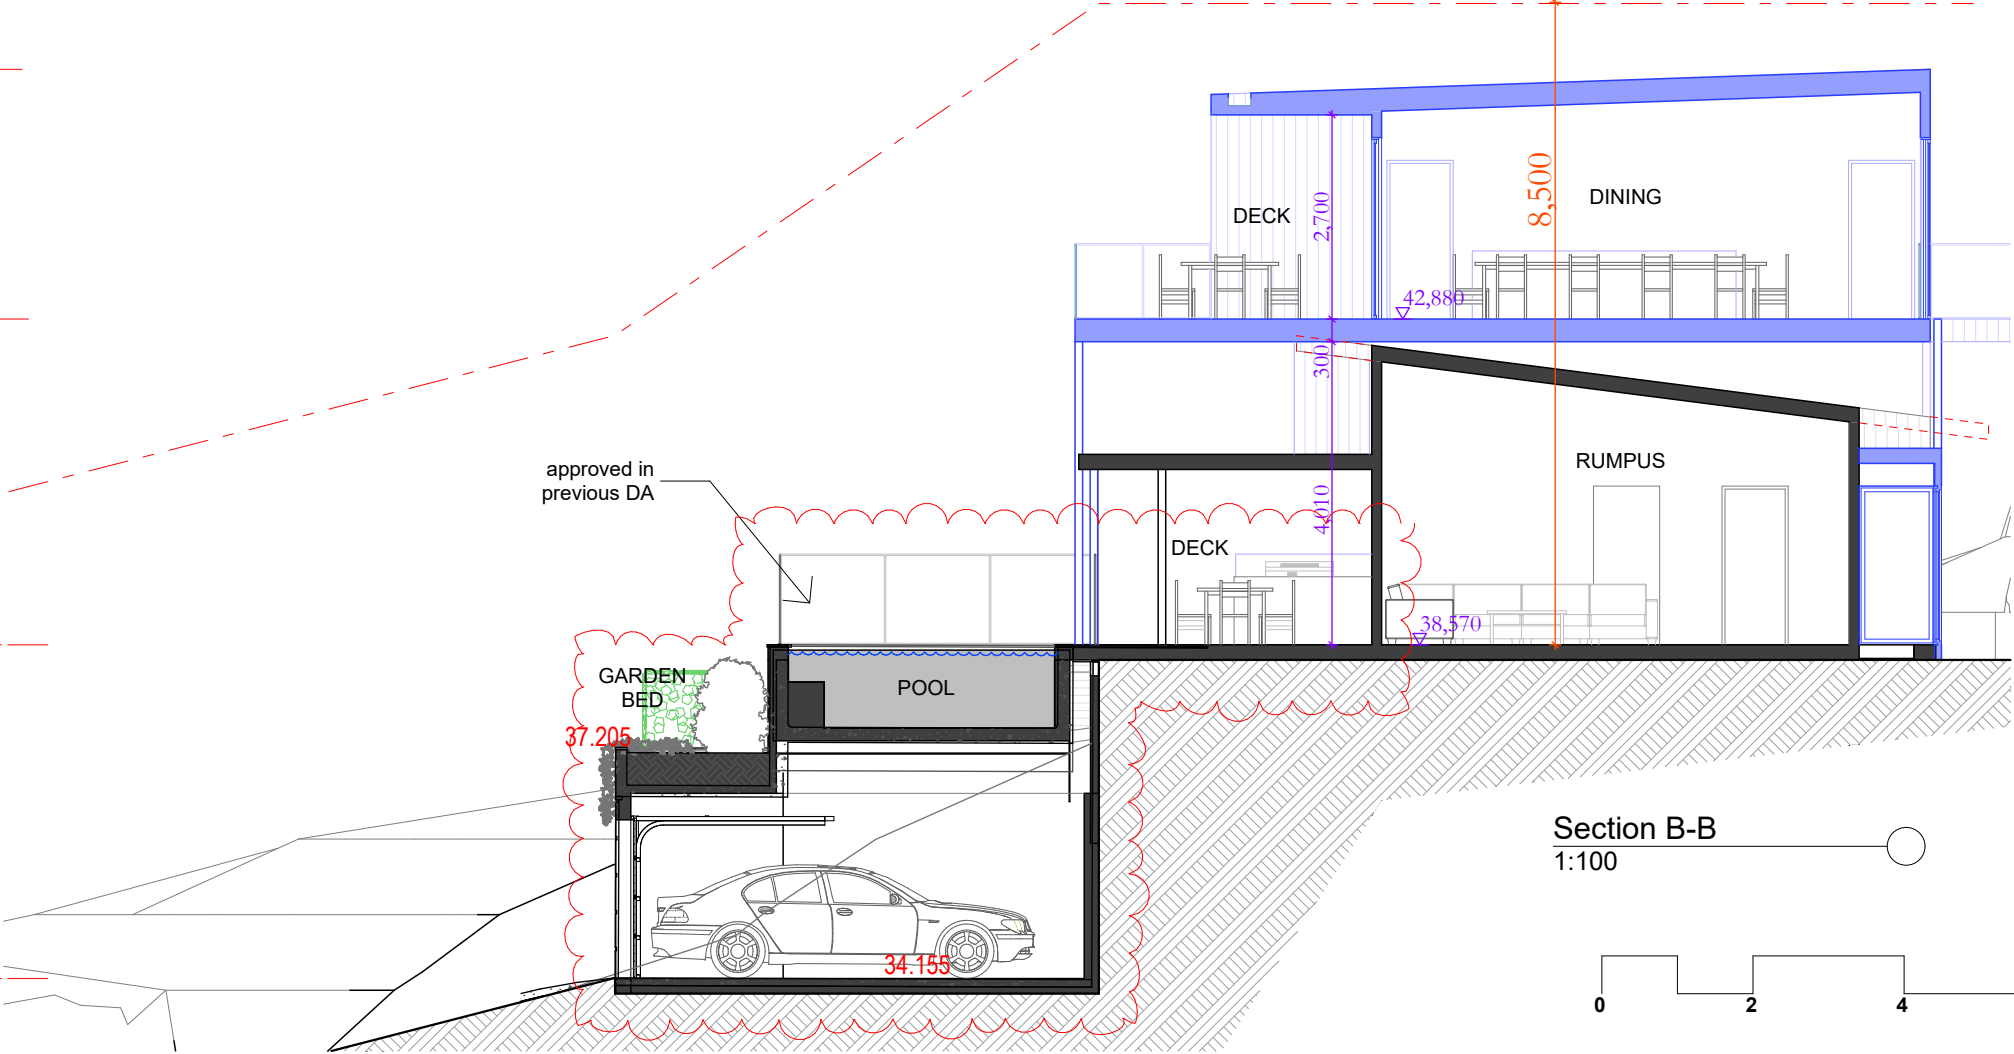 8,500
DINING
DECK
2,700
42,880
300
approved in
previous DA
RUMPUS
4,010
DECK
38,570
GARDEN
BED
POOL
37.205
Section B-B
1:100
34.155
0 2 4